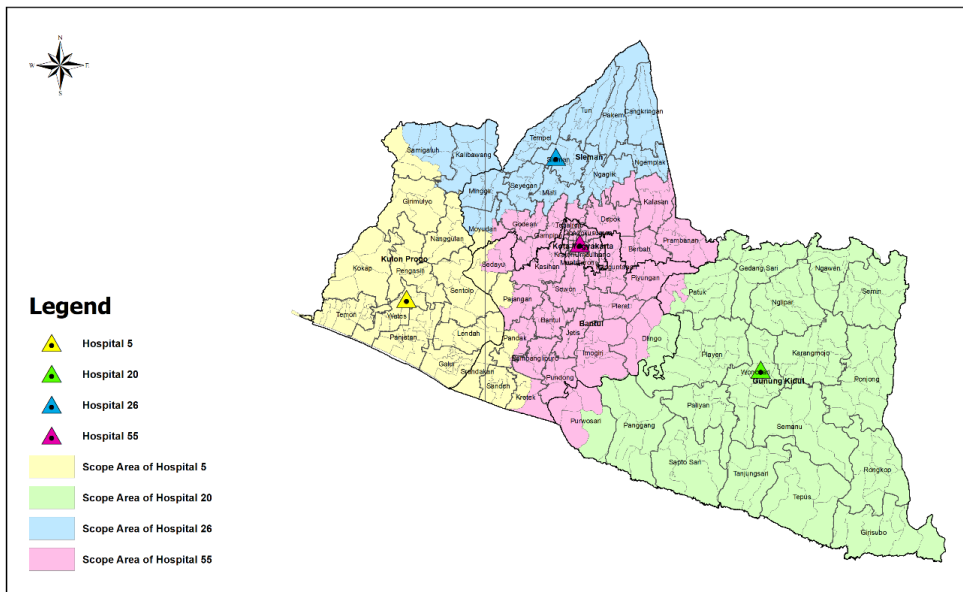 N
W
E
S
Turi
Pakem
Cangkringan
Tempel
Samigaluh
Kalibawang
Sleman
Sleman
Ngemplak
Ngaglik
Seyegan
Mlati
Minggir
Girimulyo
Kalasan
Moyudan
Godean
Depok
Nanggulan
Gamping
Kota Yogyakarta
Berbah
Prambanan
Kulon Progo
Sedayu
Kasihan
Kokap
Pengasih
Piyungan
Gedang Sari
Ngawen
Sentolo
Sewon
Patuk
Semin
Pajangan
Pleret
Nglipar
Temon
Wates
Bantul
Bantul
Lendah
Panjatan
Pandak
Jetis
Dlingo
Playen
Karangmojo
Imogiri
Galur
Srandakan
Wonosari
Gunung Kidul
Ponjong
Pundong
Sanden
Kretek
Paliyan
Purwosari
Panggang
Semanu
Sapto Sari
Tanjungsari
Rongkop
Tepus
Girisubo
Legend
Hospital 5
Hospital 20
Hospital 26
Hospital 55
Scope Area of Hospital 5
Scope Area of Hospital 20
Scope Area of Hospital 26
Scope Area of Hospital 55